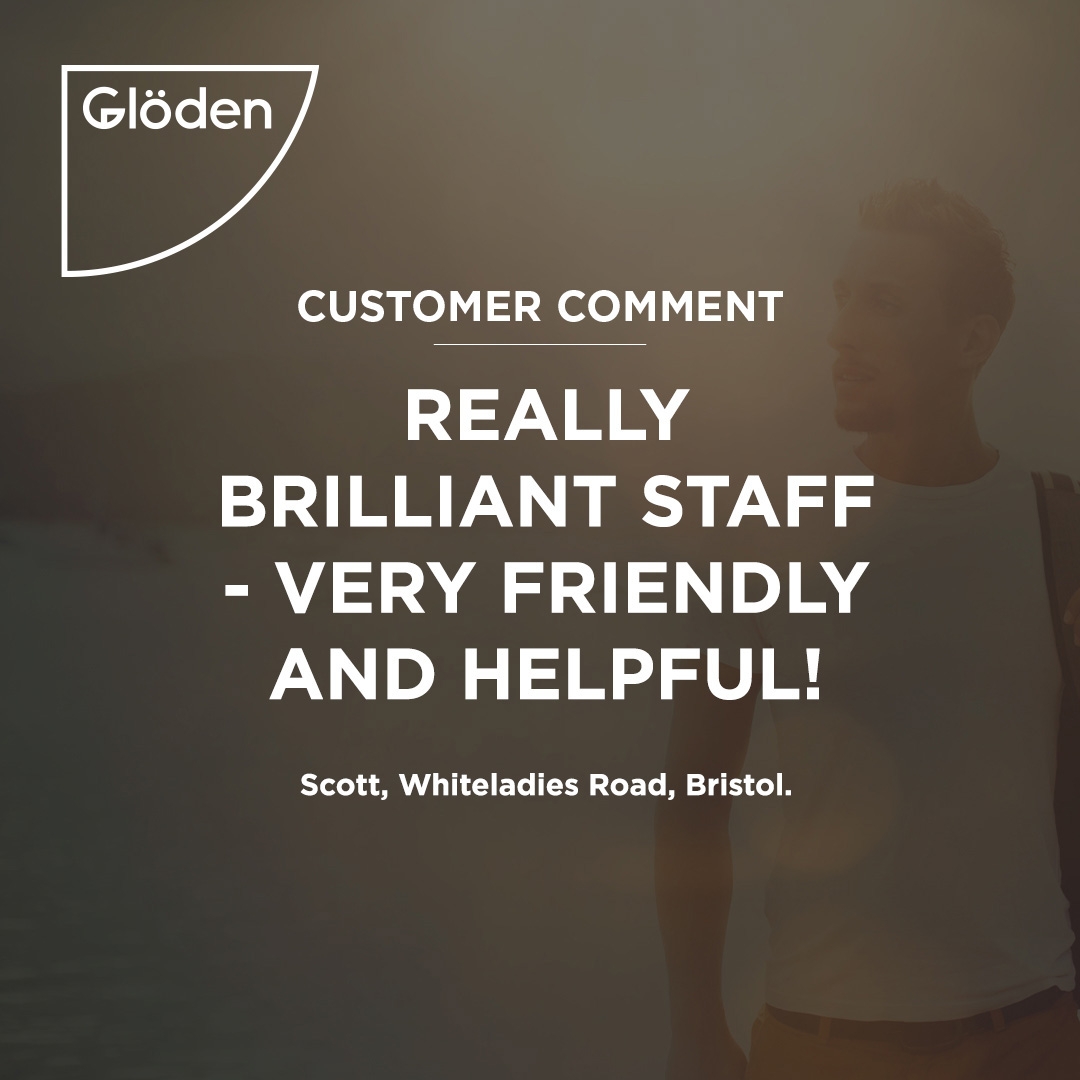 Glöden
CUSTOMER COMMENT
REALLY
BRILLIANT STAFF
- VERY FRIENDLY
AND HELPFUL!
Scott, Whiteladies Road, Bristol.